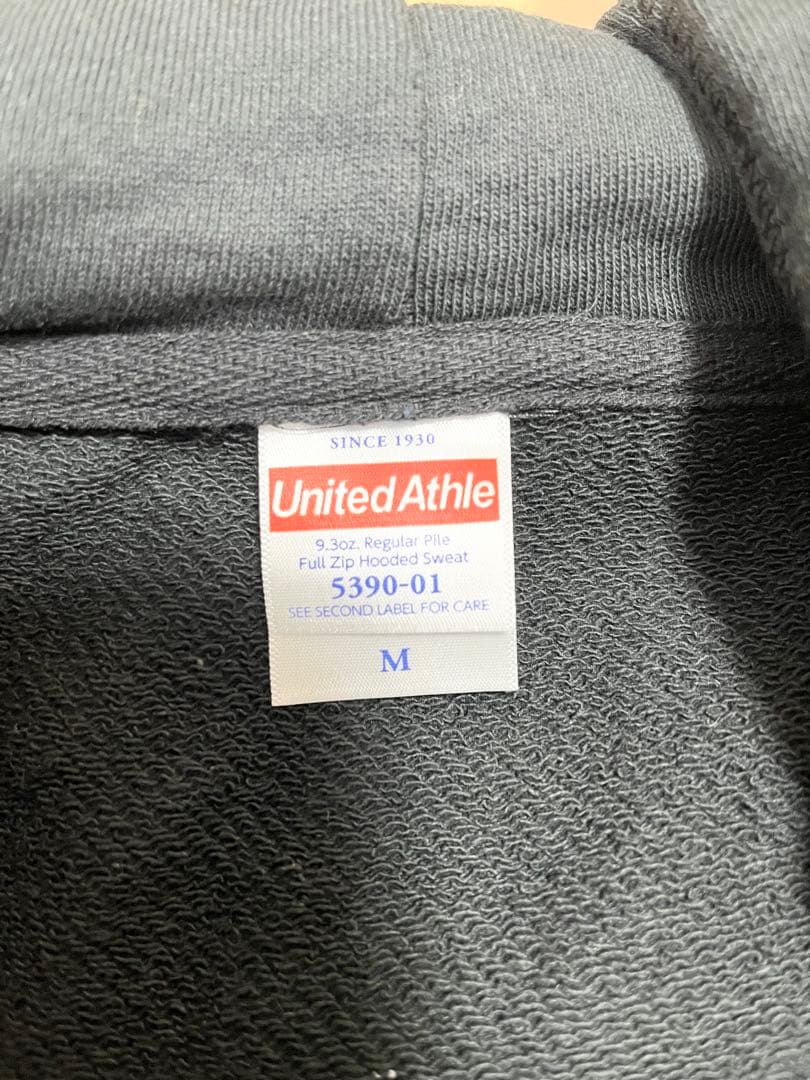 SINCE 1930
United Athle
9.3oz. Regular Pile
Full Zip Hooded Sweat
5390-01
SEE SECOND LABEL FOR CARE
M